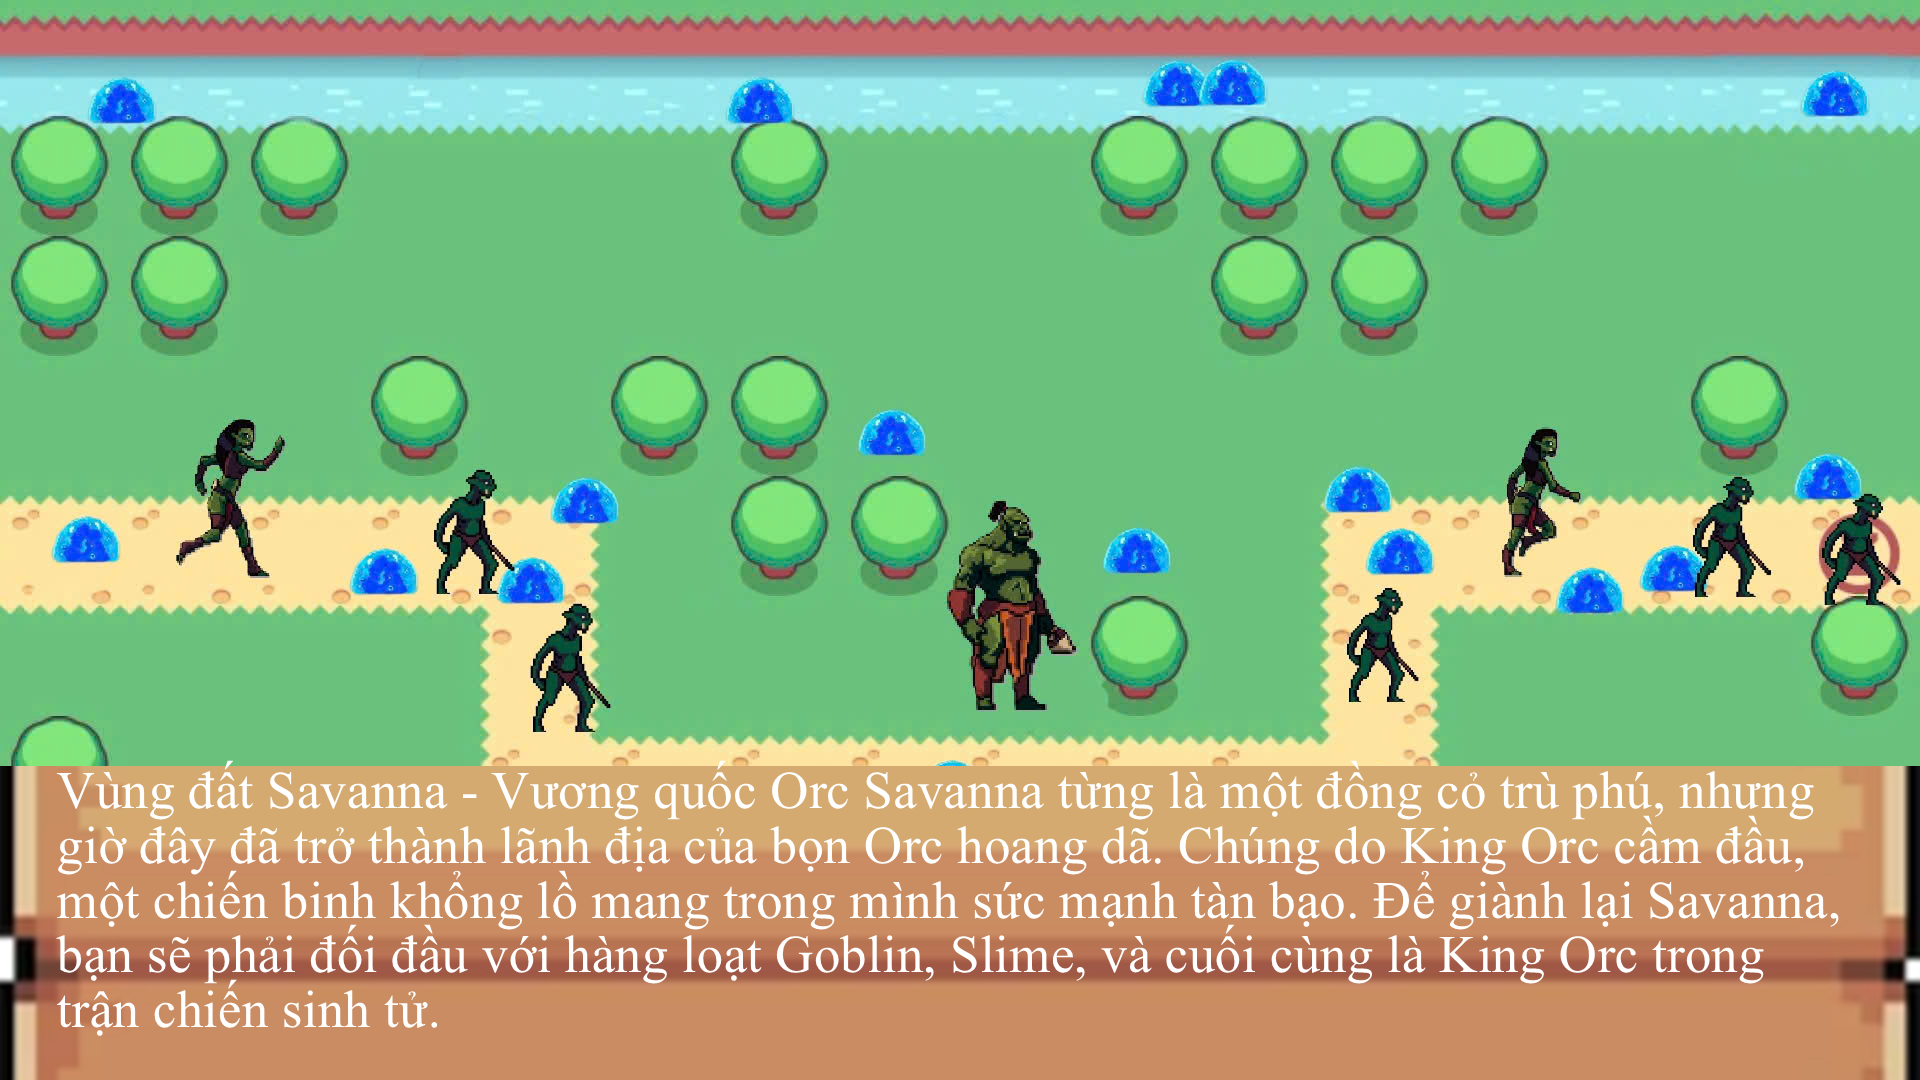 Vùng đất Savanna - Vương quốc Orc Savanna từng là một đồng cỏ trù phú, nhưng
giờ đây đã trở thành lãnh địa của bọn Orc hoang dã. Chúng do King Orc cầm đầu,
một chiến binh khổng lồ mang trong mình sức mạnh tàn bạo. Để giành lại Savanna,
bạn sẽ phải đối đầu với hàng loạt Goblin, Slime, và cuối cùng là King Orc trong
trận chiến sinh tử.